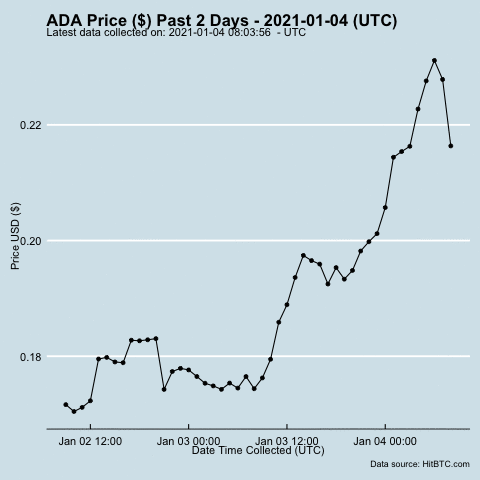 ADA Price ($) Past 2 Days - 2021-01-04 (UTC)
Latest data collected on: 2021-01-04 08:03:56 - UTC
0.22
0.20
0.18
Price USD ($)
Jan 02 12:00 Jan 03 00:00 Jan 03 12:00 Jan 04 00:00
Date Time Collected (UTC)
Data source: HitBTC.com